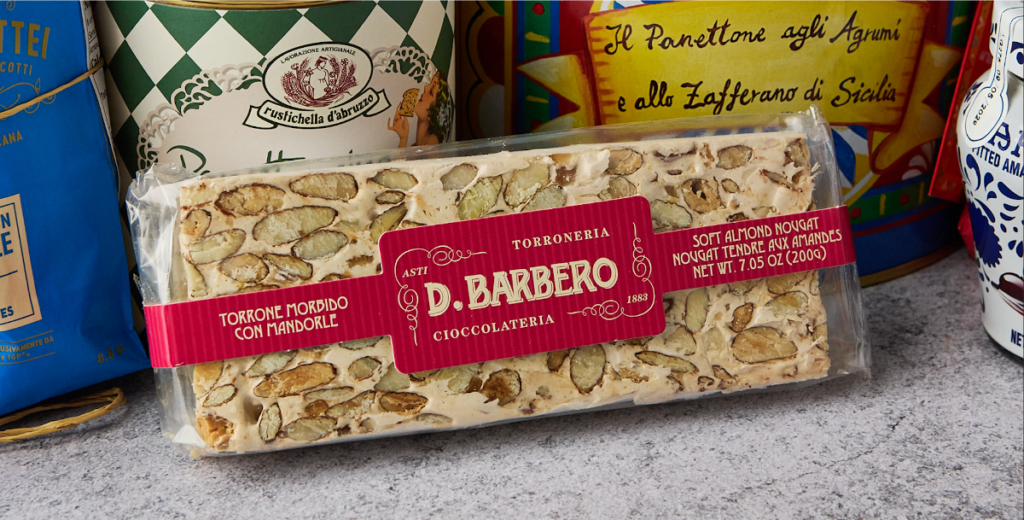 COTTI
LANA
LAVORAZIONE ARTIGIANALE
rustichella d'abruzzo
Il Panettone agli Agrumi
e allo Zafferano di Sicilia
TORRONERIA
ASTI
D. BARBERO
1883
CIOCCOLATERIA
TORRONE MORBIDO
CON MANDORLE
SOFT ALMOND NOUGAT
NOUGAT TENDRE AUX AMANDES
NET WT. 7.05 OZ (200G)